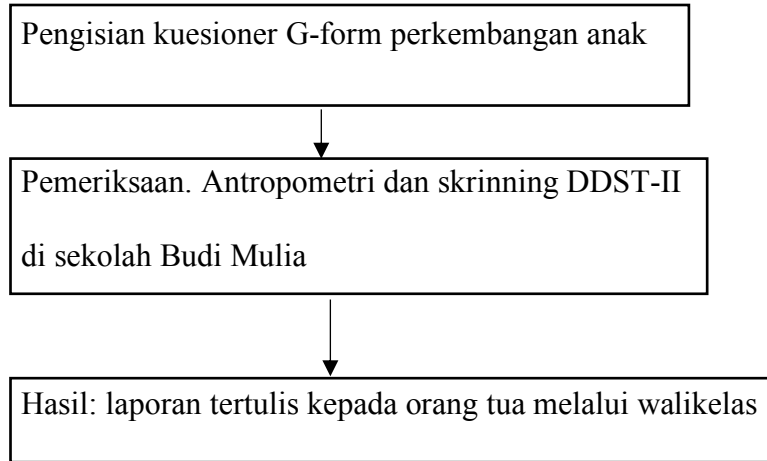 Pengisian kuesioner G-form perkembangan anak
Pemeriksaan. Antropometri dan skrinning DDST-II
di sekolah Budi Mulia
Hasil: laporan tertulis kepada orang tua melalui walikelas